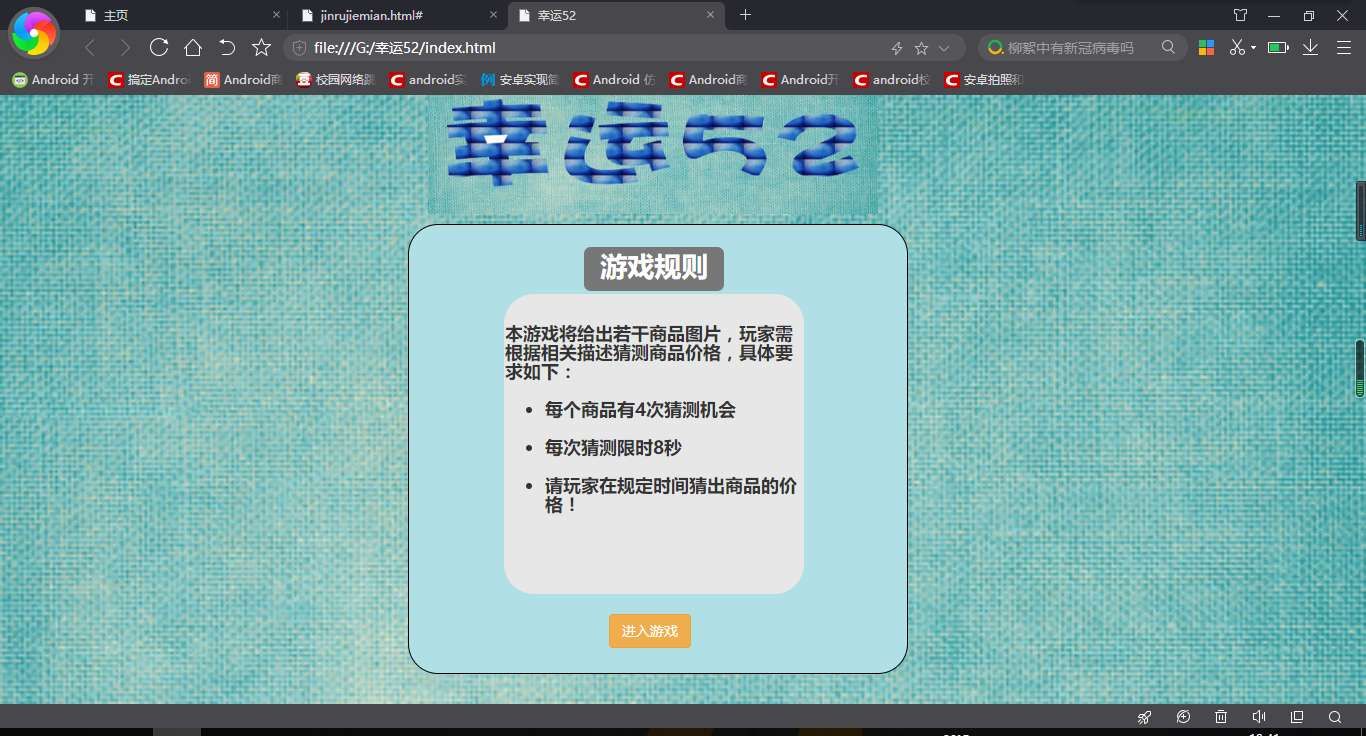 主页
jinrujiemian.html#
幸运52
file:///G:/幸运52/index.html
柳絮中有新冠病毒吗
Android 开
搞定Andro
简 Android商
校园网络跳
C android实
例 安卓实现简
C Android 仿
C Android商
C Android开
C android校
C 安卓拍照和
幸运52
游戏规则
本游戏将给出若干商品图片，玩家需
根据相关描述猜测商品价格，具体要
求如下：
• 每个商品有4次猜测机会
• 每次猜测限时8秒
• 请玩家在规定时间猜出商品的价
格！
进入游戏